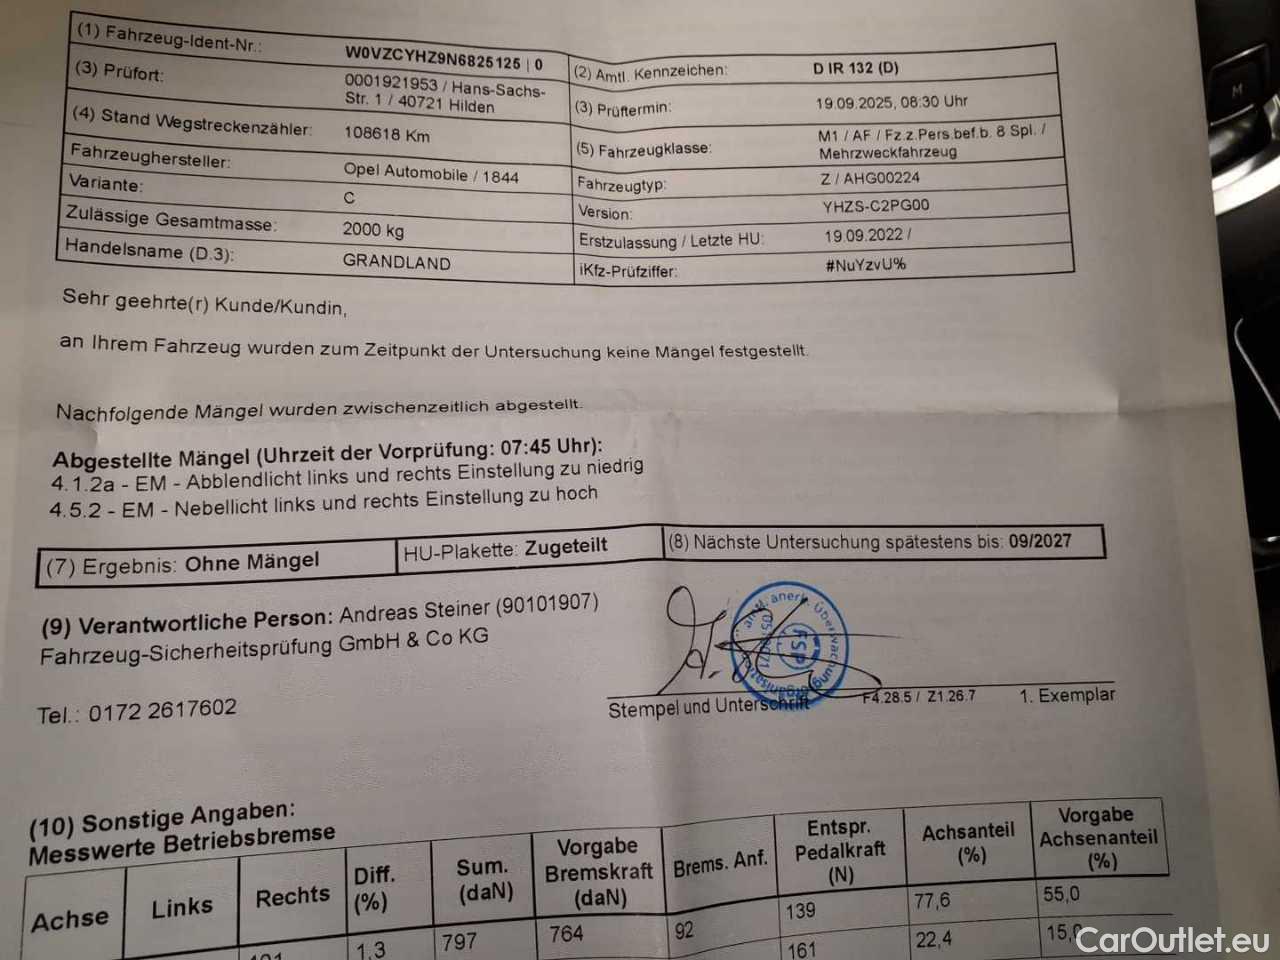 (1) Fahrzeug-Ident-Nr.: W0VZCYHZ9N6825125 | 0
(2) Amtl. Kennzeichen: D IR 132 (D)
(3) Prüfort: 0001921953 / Hans-Sachs-
Str. 1 / 40721 Hilden
(3) Prüftermin: 19.09.2025, 08:30 Uhr
(4) Stand Wegstreckenzähler: 108618 Km
(5) Fahrzeugklasse: M1 / AF / Fz.z.Pers.bef.b. 8 Spl. /
Mehrzweckfahrzeug
Fahrzeughersteller: Opel Automobile / 1844
Fahrzeugtyp: Z / AHG00224
Variante: C
Version: YHZS-C2PG00
Zulässige Gesamtmasse: 2000 kg
Erstzulassung / Letzte HU: 19.09.2022 /
Handelsname (D.3): GRANDLAND
iKfz-Prüfziffer: #NuYzvU%
Sehr geehrte(r) Kunde/Kundin,
an Ihrem Fahrzeug wurden zum Zeitpunkt der Untersuchung keine Mängel festgestellt.
Nachfolgende Mängel wurden zwischenzeitlich abgestellt.
Abgestellte Mängel (Uhrzeit der Vorprüfung: 07:45 Uhr):
4.1.2a - EM - Abblendlicht links und rechts Einstellung zu niedrig
4.5.2 - EM - Nebellicht links und rechts Einstellung zu hoch
(7) Ergebnis: Ohne Mängel
HU-Plakette: Zugeteilt
(8) Nächste Untersuchung spätestens bis: 09/2027
(9) Verantwortliche Person: Andreas Steiner (90101907)
Fahrzeug-Sicherheitsprüfung GmbH & Co KG
Tel.: 0172 2617602
anerk. Überwachungsorganisation
FSP
Stempel und Unterschrift
F4.28.5 / Z1.26.7
1. Exemplar
(10) Sonstige Angaben:
Messwerte Betriebsbremse
Achse Links Rechts Diff. (%) Sum. (daN) Vorgabe Bremskraft (daN) Brems. Anf. Entspr. Pedalkraft (N) Achsanteil (%) Vorgabe Achsenanteil (%)
1,3 797 764 92 139 77,6 55,0
161 22,4
M
CarOutlet.eu